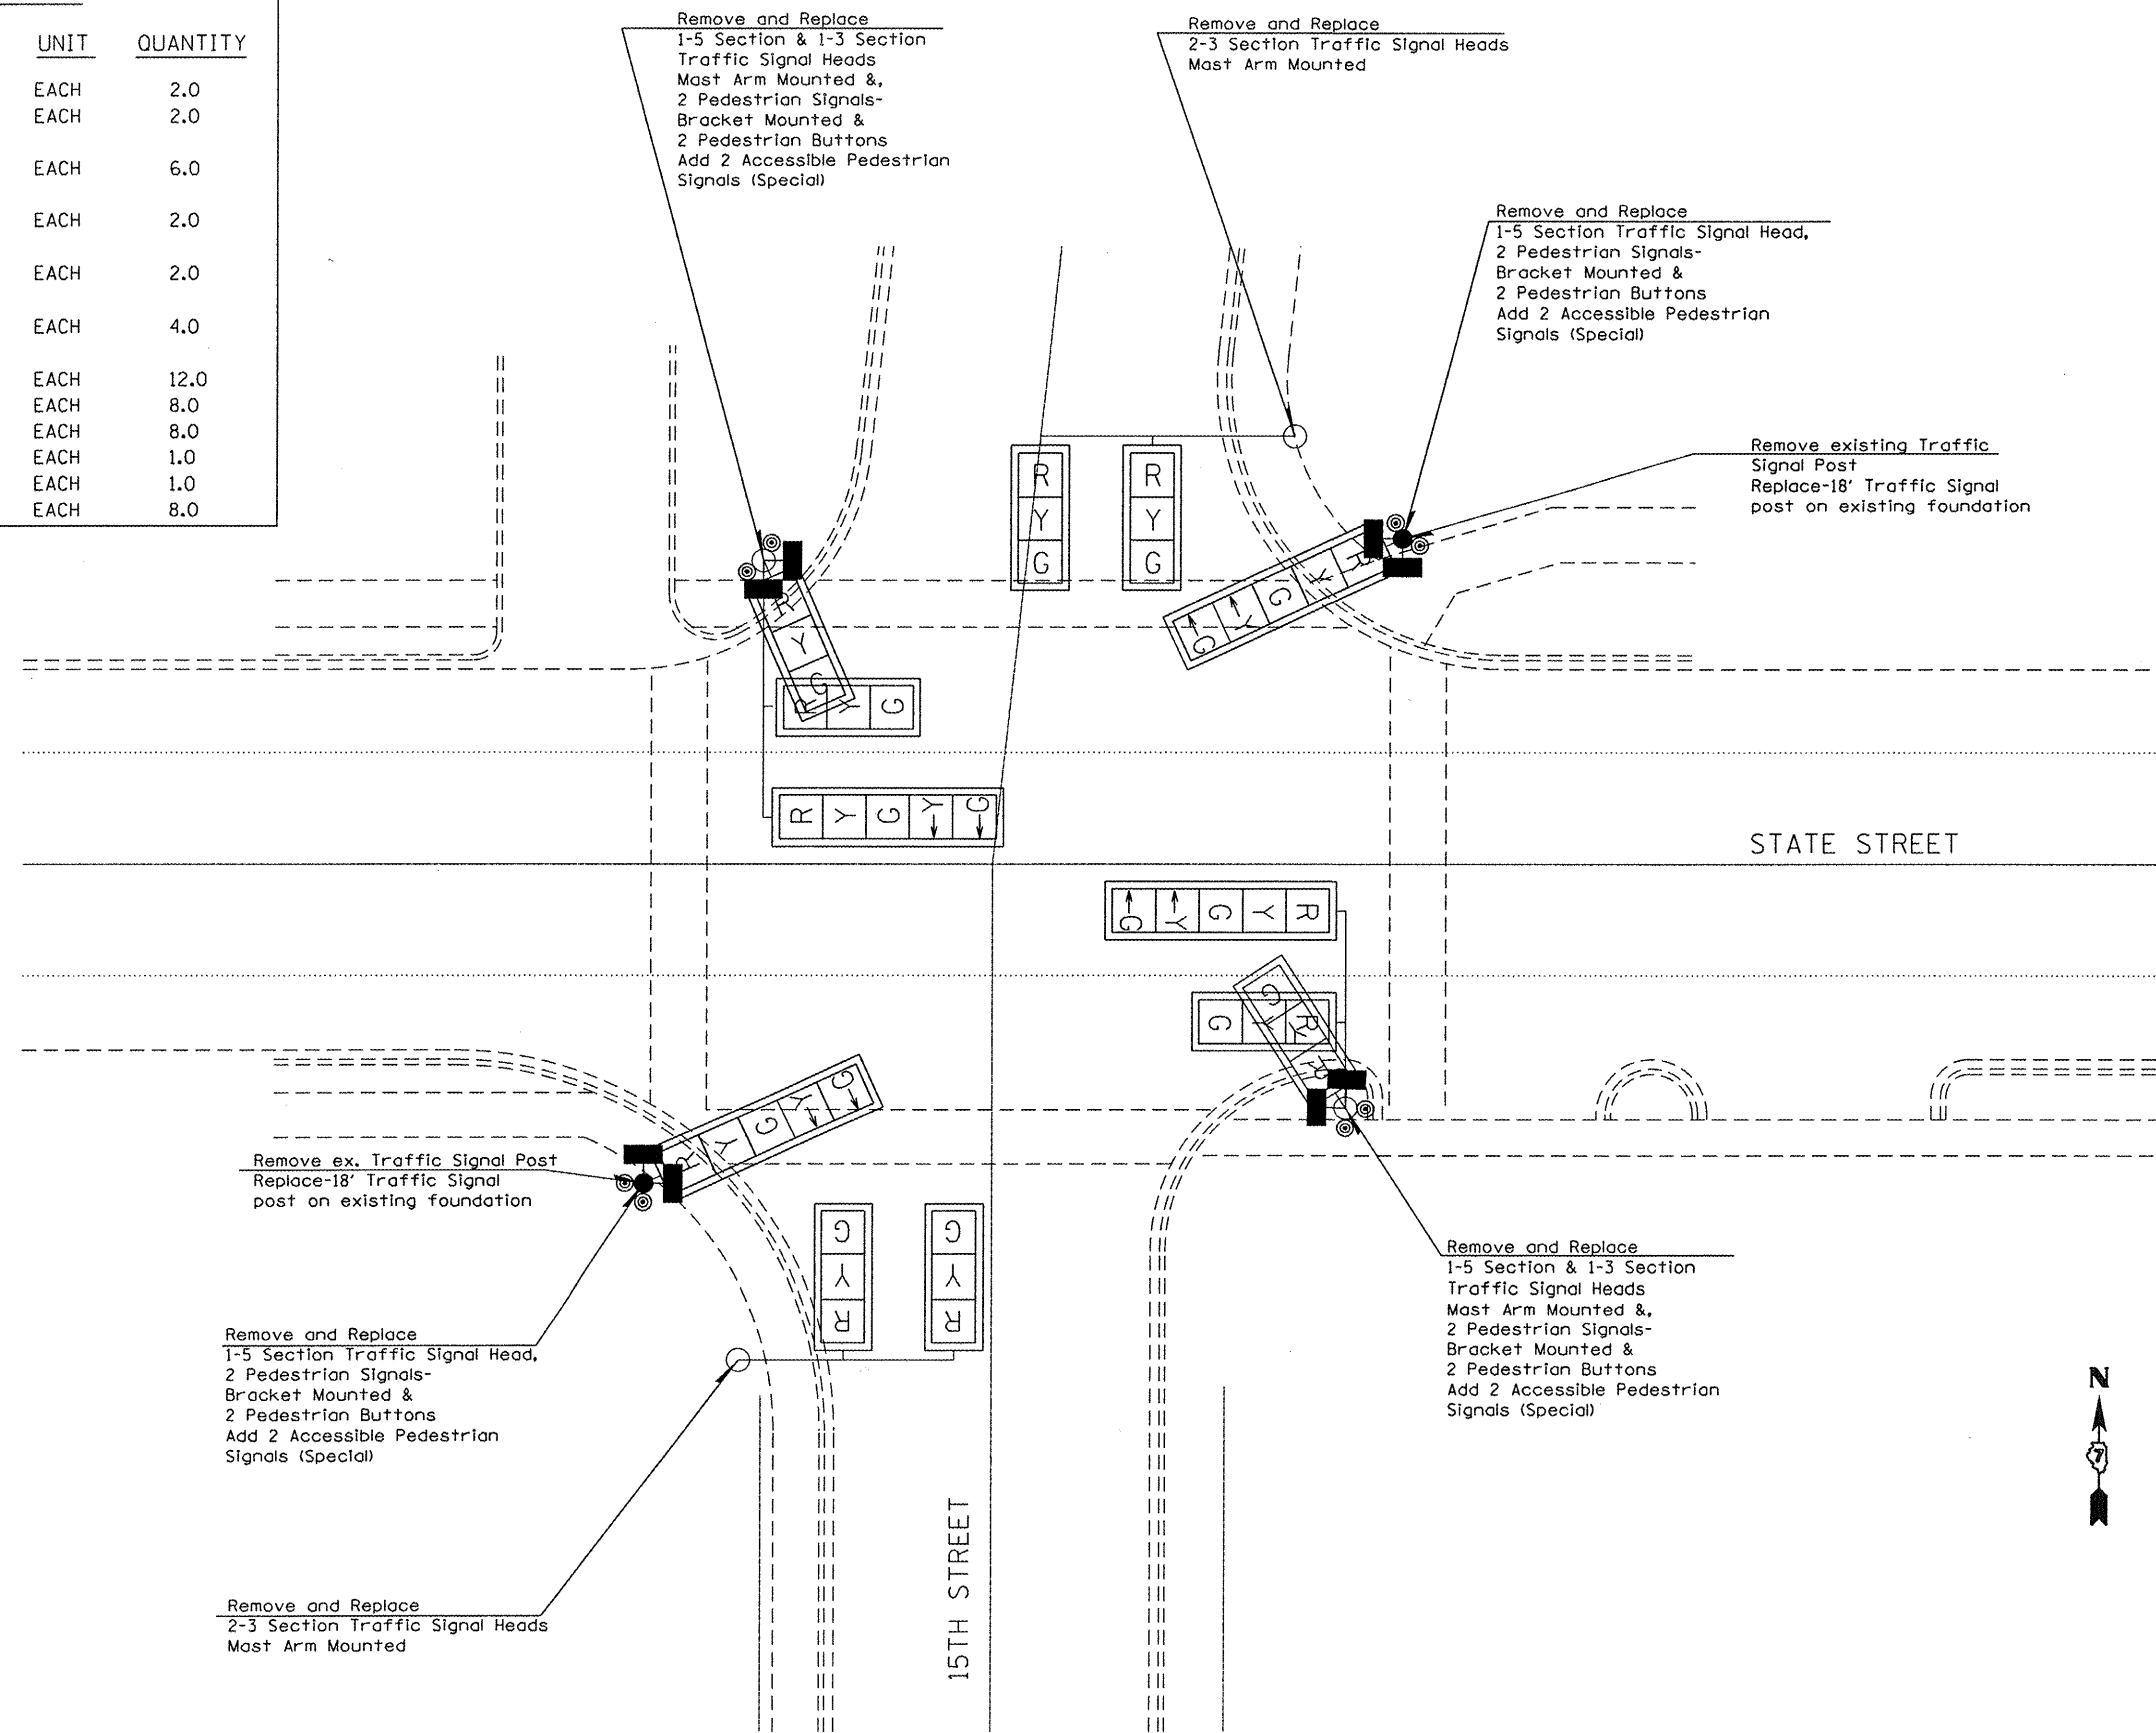 UNIT QUANTITY
EACH 2.0
EACH 2.0
EACH 6.0
EACH 2.0
EACH 2.0
EACH 4.0
EACH 12.0
EACH 8.0
EACH 8.0
EACH 1.0
EACH 1.0
EACH 8.0
Remove and Replace
1-5 Section & 1-3 Section
Traffic Signal Heads
Mast Arm Mounted &,
2 Pedestrian Signals-
Bracket Mounted &
2 Pedestrian Buttons
Add 2 Accessible Pedestrian
Signals (Special)
Remove and Replace
2-3 Section Traffic Signal Heads
Mast Arm Mounted
Remove and Replace
1-5 Section Traffic Signal Head,
2 Pedestrian Signals-
Bracket Mounted &
2 Pedestrian Buttons
Add 2 Accessible Pedestrian
Signals (Special)
Remove existing Traffic
Signal Post
Replace-18' Traffic Signal
post on existing foundation
R
Y
G
R
Y
G
R Y G Y G
R Y G
R Y G
R Y G Y G
STATE STREET
G Y G Y R
G Y R
G Y R
R Y G Y G
Remove ex. Traffic Signal Post
Replace-18' Traffic Signal
post on existing foundation
G
Y
R
G
Y
R
Remove and Replace
1-5 Section & 1-3 Section
Traffic Signal Heads
Mast Arm Mounted &,
2 Pedestrian Signals-
Bracket Mounted &
2 Pedestrian Buttons
Add 2 Accessible Pedestrian
Signals (Special)
Remove and Replace
1-5 Section Traffic Signal Head,
2 Pedestrian Signals-
Bracket Mounted &
2 Pedestrian Buttons
Add 2 Accessible Pedestrian
Signals (Special)
N
7
15TH STREET
Remove and Replace
2-3 Section Traffic Signal Heads
Mast Arm Mounted